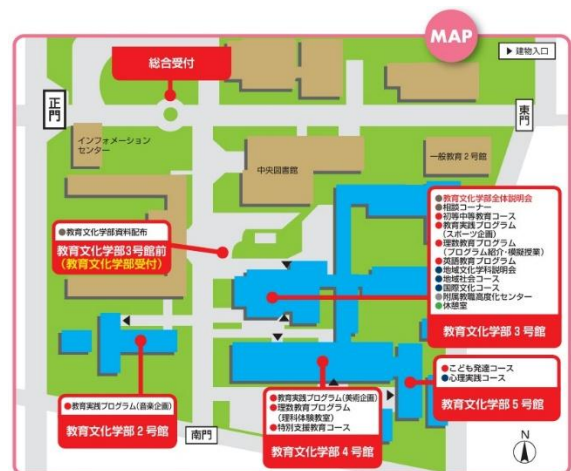 MAP
▶建物入口
総合受付
正門
東門
インフォメーション
センター
中央図書館
一般教育2号館
●教育文化学部資料配布
教育文化学部3号館前
(教育文化学部受付)
●教育文化学部全体説明会
●相談コーナー
●初等中等教育コース
●教育実践プログラム
(スポーツ企画)
●理数教育プログラム
(プログラム紹介・模擬授業)
●英語教育プログラム
●地域文化学科説明会
●地域社会コース
●国際文化コース
●附属教職高度化センター
●休憩室
教育文化学部3号館
●こども発達コース
●心理実践コース
教育文化学部5号館
●教育実践プログラム(音楽企画)
教育文化学部2号館
●教育実践プログラム(美術企画)
●理数教育プログラム
(理科体験教室)
●特別支援教育コース
教育文化学部4号館
南門
N